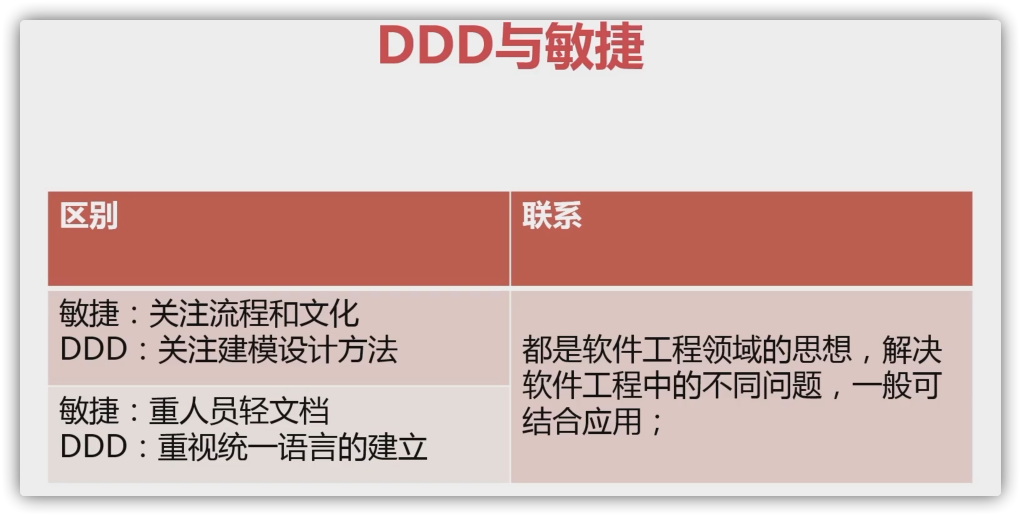 DDD与敏捷
区别
联系
敏捷：关注流程和文化
DDD：关注建模设计方法
敏捷：重人员轻文档
DDD：重视统一语言的建立
都是软件工程领域的思想，解决
软件工程中的不同问题，一般可
结合应用；